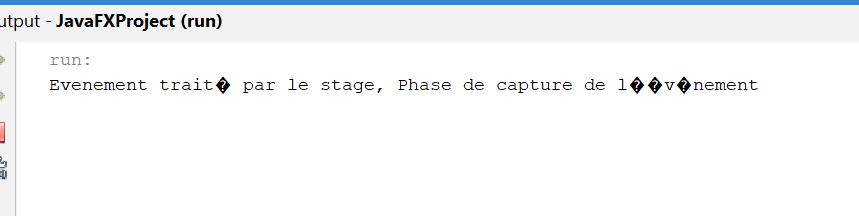 utput - JavaFXProject (run)
run:
Evenement trait� par le stage, Phase de capture de l��v�nement